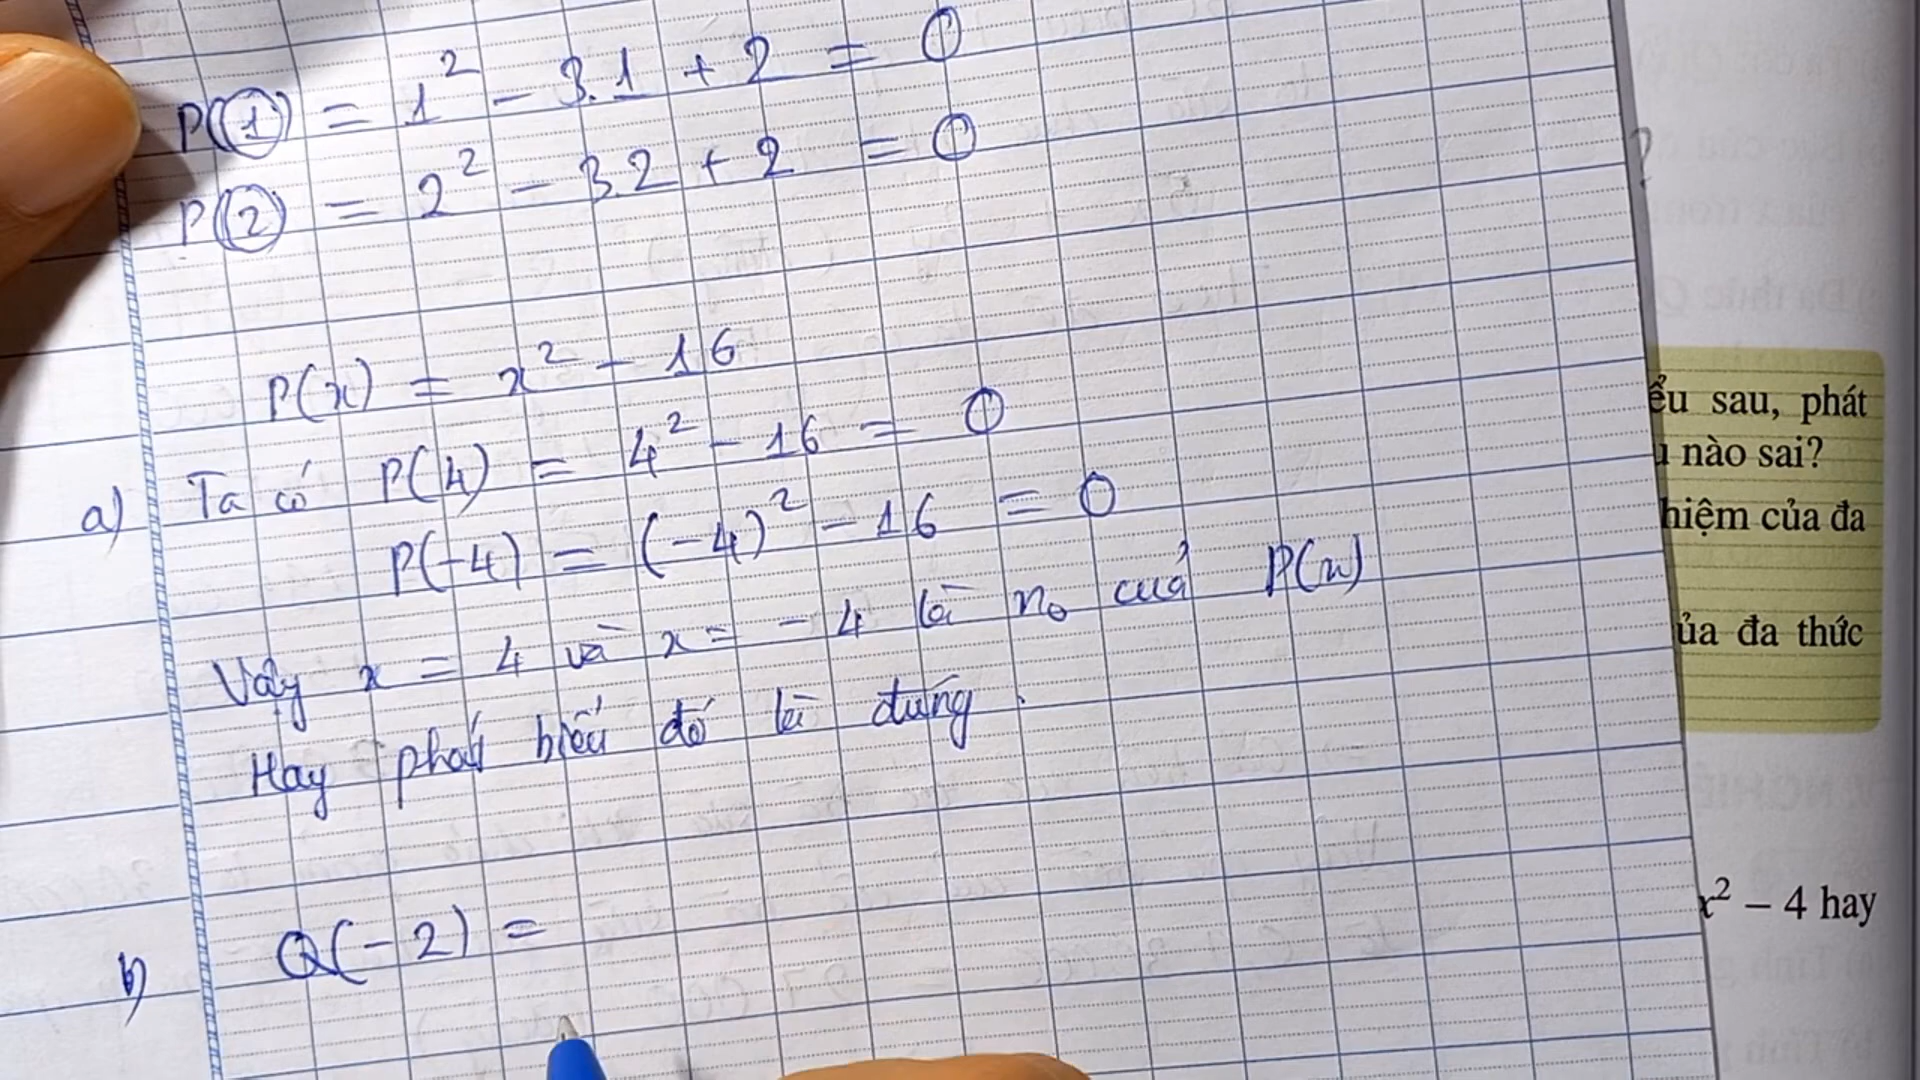 P(1) = 1² - 3.1 + 2 = 0
P(2) = 2² - 3.2 + 2 = 0
P(x) = x² - 16
a) Ta có P(4) = 4² - 16 = 0
P(-4) = (-4)² - 16 = 0
Vậy x = 4 và x = -4 là no của P(x)
Hay phát biểu đó là đúng.
b) Q(-2) =
ểu sau, phát
u nào sai?
hiệm của đa
ủa đa thức
x² – 4 hay